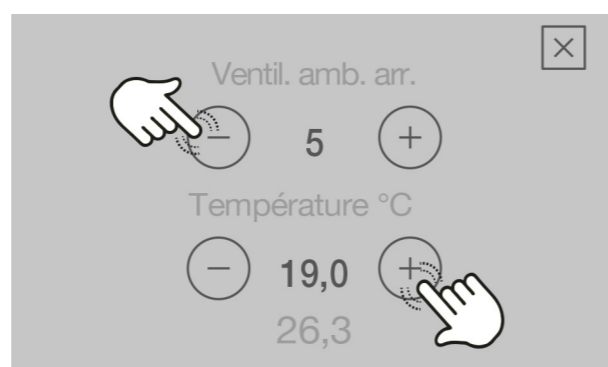 Ventil. amb. arr.
− 5 +
Température °C
− 19,0 +
26,3